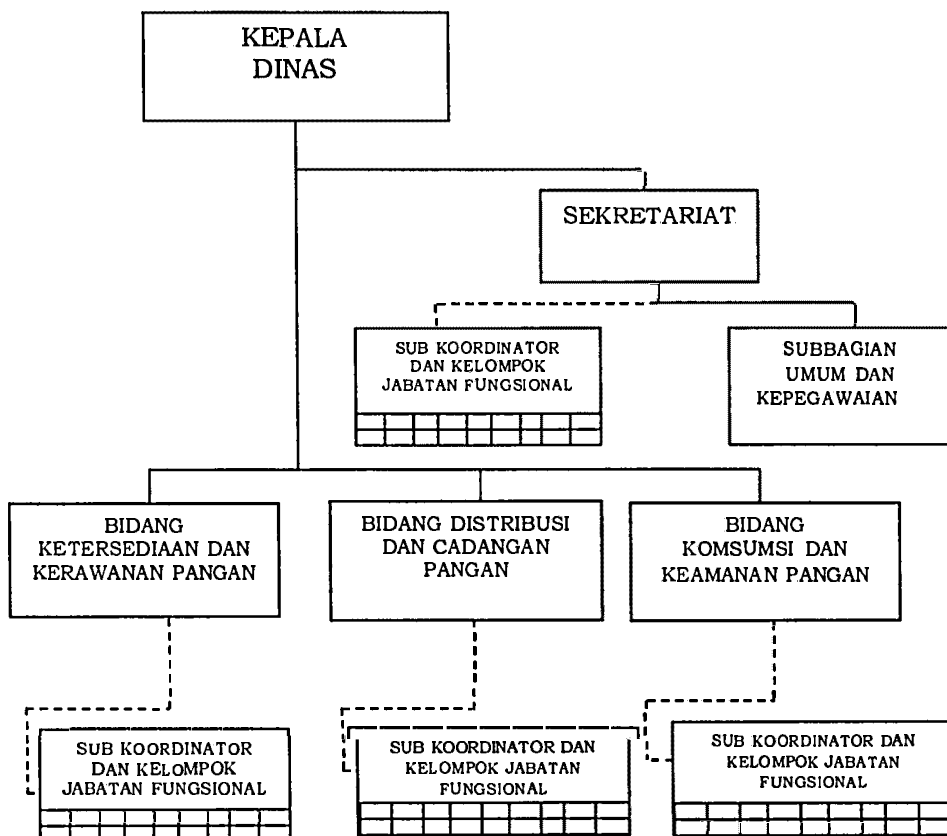 KEPALA
DINAS
SEKRETARIAT
SUB KOORDINATOR
DAN KELOMPOK
JABATAN FUNGSIONAL
SUBBAGIAN
UMUM DAN
KEPEGAWAIAN
BIDANG
KETERSEDIAAN DAN
KERAWANAN PANGAN
BIDANG DISTRIBUSI
DAN CADANGAN
PANGAN
BIDANG
KOMSUMSI DAN
KEAMANAN PANGAN
SUB KOORDINATOR
DAN KELOMPOK
JABATAN FUNGSIONAL
SUB KOORDINATOR DAN
KELOMPOK JABATAN
FUNGSIONAL
SUB KOORDINATOR DAN
KELOMPOK JABATAN
FUNGSIONAL